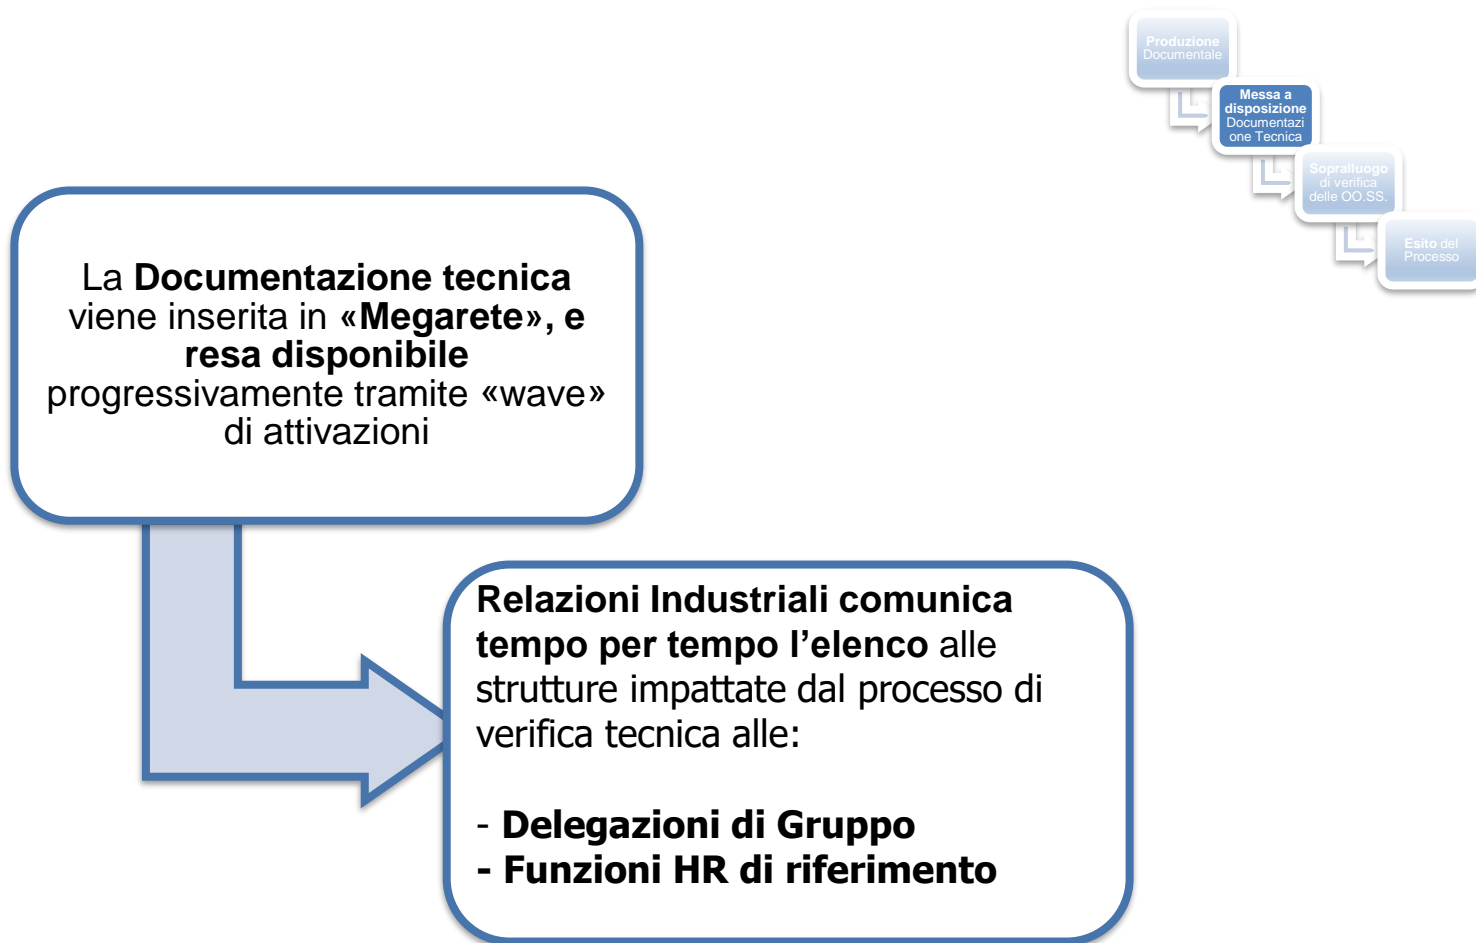 Produzione
Documentale
Messa a
disposizione
Documentazi
one Tecnica
Sopralluogo
di verifica
delle OO.SS.
Esito del
Processo
La Documentazione tecnica
viene inserita in «Megarete», e
resa disponibile
progressivamente tramite «wave»
di attivazioni
Relazioni Industriali comunica
tempo per tempo l’elenco alle
strutture impattate dal processo di
verifica tecnica alle:
- Delegazioni di Gruppo
- Funzioni HR di riferimento